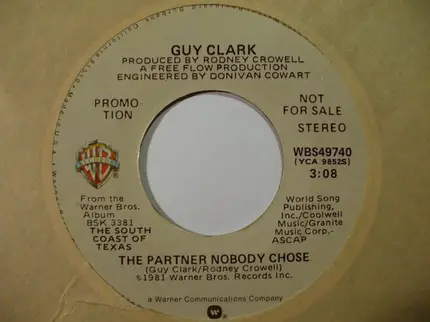 GUY CLARK
PRODUCED BY RODNEY CROWELL
A FREE FLOW PRODUCTION
ENGINEERED BY DONIVAN COWART
PROMO-
TION
NOT
FOR SALE
STEREO
WBS49740
(YCA 9852S)
3:08
From the
Warner Bros.
Album
BSK 3381
THE SOUTH
COAST OF
TEXAS
World Song
Publishing,
Inc./Coolwell
Music/Granite
Music Corp.-
ASCAP
THE PARTNER NOBODY CHOSE
(Guy Clark/Rodney Crowell)
©1981 Warner Bros. Records Inc.
a Warner Communications Company